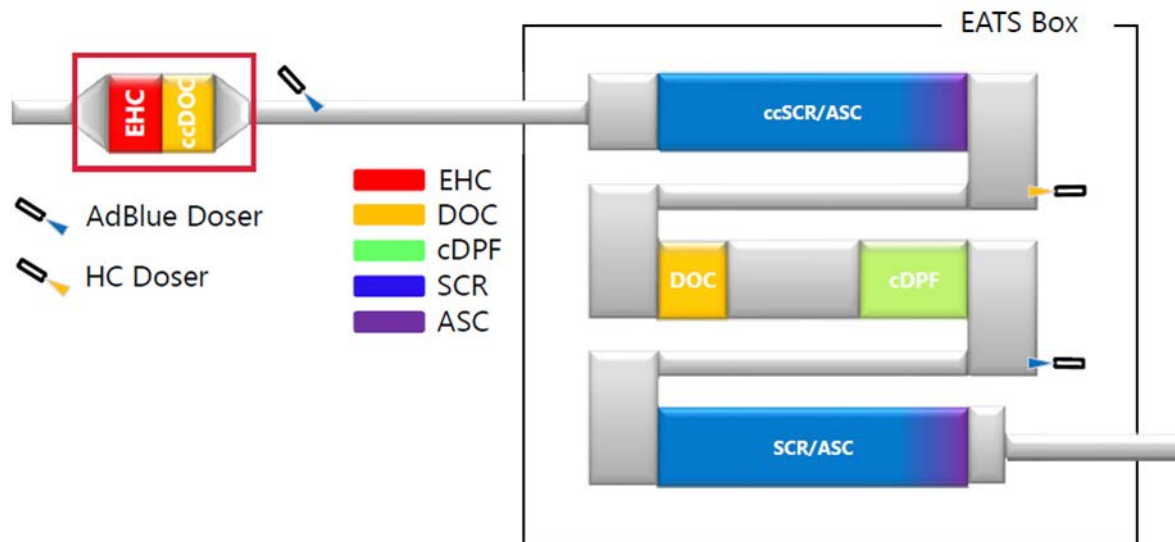 EATS Box
EHC
ccDOC
ccSCR/ASC
EHC
DOC
cDPF
SCR
ASC
AdBlue Doser
HC Doser
DOC
cDPF
SCR/ASC